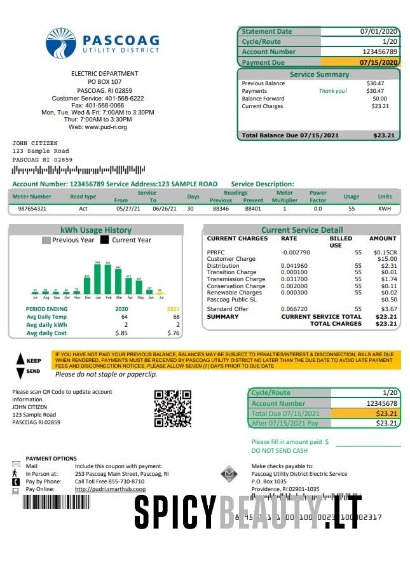 PASCOAG
UTILITY DISTRICT
Statement Date 07/01/2020
Cycle/Route 1/20
Account Number 123456789
Payment Due 07/15/2020
ELECTRIC DEPARTMENT
PO BOX 107
PASCOAG, RI 02859
Customer Service: 401-568-6222
Fax: 401-568-0066
Mon, Tue, Wed & Fri: 7:00AM to 3:30PM
Thur: 7:00AM to 3:30PM
Web: www.pud-ri.org
Service Summary
Previous Balance $30.47
Payments Thank you! $30.47
Balance Forward $0.00
Current Charges $23.21
Total Balance Due 07/15/2021 $23.21
JOHN CITIZEN
123 Sample Road
PASCOAG RI 02859
Account Number: 123456789 Service Address:123 SAMPLE ROAD Service Description:
Meter Number Read type Service From To Days Readings Previous Present Meter Multiplier Power Factor Usage Units
987654321 Act 05/27/21 06/26/21 30 88346 88401 1 0.0 55 KWH
kWh Usage History
Previous Year Current Year
Jul Aug Sep Oct Nov Dec Jan Feb Mar Apr May Jun Jul
PERIOD ENDING 2020 2021
Avg Daily Temp 64 68
Avg daily kWh 2 2
Avg daily Cost $.85 $.76
Current Service Detail
CURRENT CHARGES RATE BILLED USE AMOUNT
PPRFC -0.002790 55 $0.15CR
Customer Charge $15.00
Distribution 0.041960 55 $2.31
Transition Charge 0.000100 55 $0.01
Transmission Charge 0.031700 55 $1.74
Conservation Charge 0.002000 55 $0.11
Renewable Charges 0.000300 55 $0.02
Pascoag Public SL $0.50
Standard Offer 0.066720 55 $3.67
SUMMARY CURRENT SERVICE TOTAL $23.21
TOTAL CHARGES $23.21
KEEP
SEND
IF YOU HAVE NOT PAID YOUR PREVIOUS BALANCE, BALANCES MAY BE SUBJECT TO PENALTIES/INTEREST & DISCONNECTION. BILLS ARE DUE
WHEN RENDERED. PAYMENTS MUST BE RECEIVED BY PASCOAG UTILITY DISTRICT NO LATER THAN THE DUE DATE TO AVOID LATE PAYMENT
FEES AND DISCONNECTION NOTICES. PLEASE ALLOW SEVEN (7) DAYS PRIOR TO DUE DATE
Please do not staple or paperclip.
Please scan QR Code to update account
information.
JOHN CITIZEN
123 Sample Road
PASCOAG RI 02859
Cycle/Route 1/20
Account Number 12345678
Total Due 07/15/2021 $23.21
After 07/15/2021 Pay $23.21
Please fill in amount paid $
DO NOT SEND CASH
PAYMENT OPTIONS
Mail: Include this coupon with payment:
In Person at: 253 Pascoag Main Street, Pascoag, RI
Pay by Phone: Call Toll Free 855-730-8710
Pay Online: http://pudri.smarthub.coop
Make checks payable to:
Pascoag Utility District Electric Service
P.O. Box 1035
Providence, RI 02901-1035
SPICYBEAUTY.LT